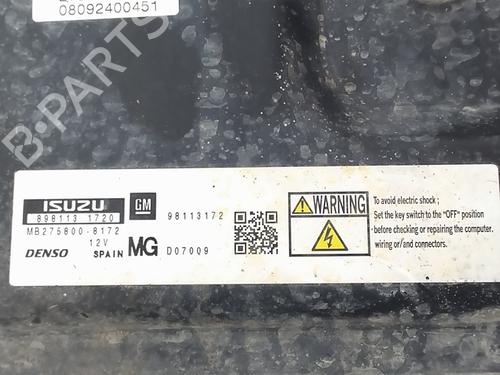 08092400451
B-PARTS
ISUZU
898113 1720
MB275800-8172
12V
DENSO SPAIN MG D07009
GM
98113172
WARNING
To avoid electric shock ;
Set the key switch to the "OFF" position
before checking or repairing the computer.
wiring or/and connectors.